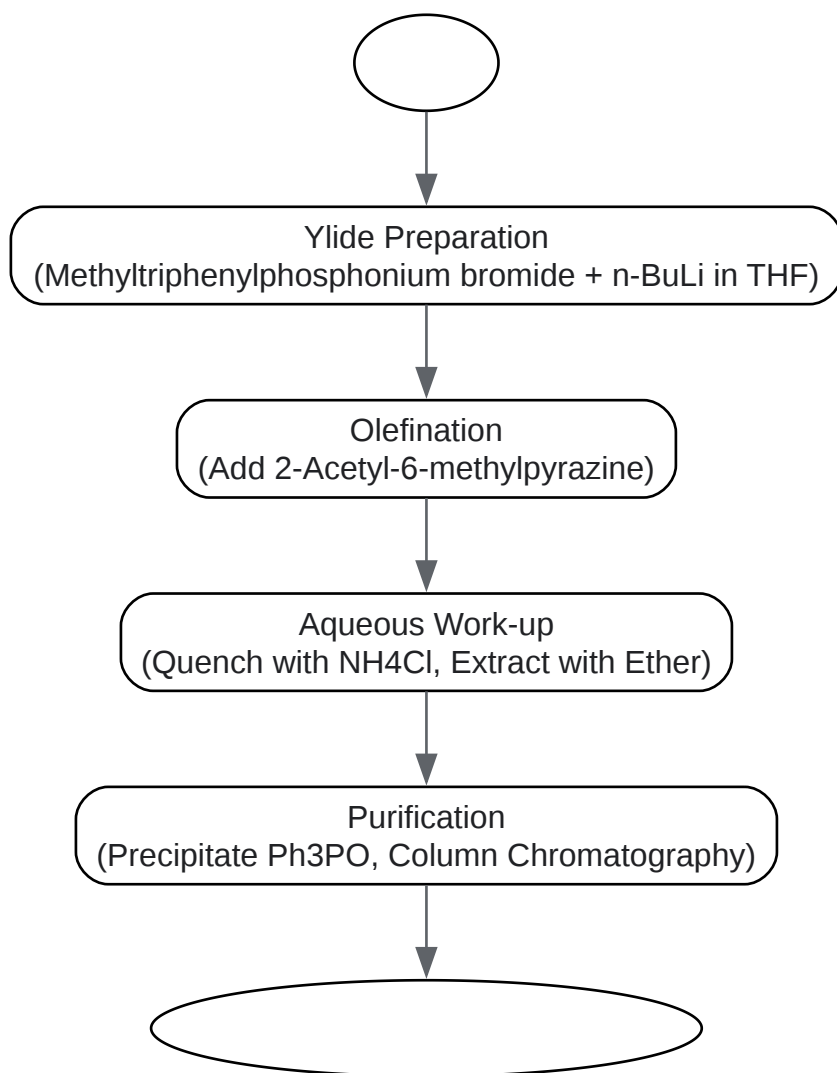 Ylide Preparation
(Methyltriphenylphosphonium bromide + n-BuLi in THF)
Olefination
(Add 2-Acetyl-6-methylpyrazine)
Aqueous Work-up
(Quench with NH4Cl, Extract with Ether)
Purification
(Precipitate Ph3PO, Column Chromatography)